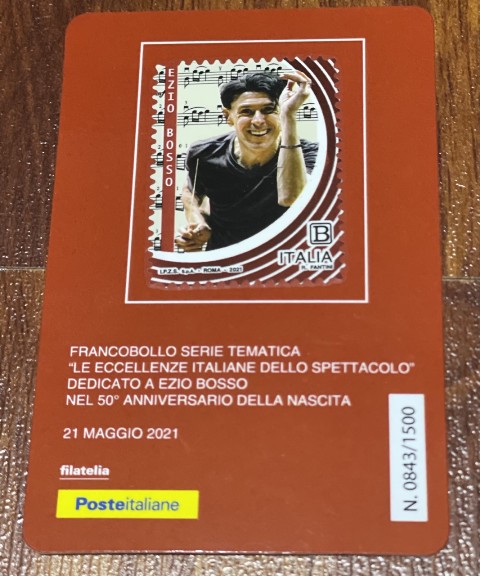 EZIO BOSSO
B
ITALIA
R. FANTINI
I.P.Z.S. S.p.A. - ROMA - 2021
FRANCOBOLLO SERIE TEMATICA
"LE ECCELLENZE ITALIANE DELLO SPETTACOLO"
DEDICATO A EZIO BOSSO
NEL 50° ANNIVERSARIO DELLA NASCITA
21 MAGGIO 2021
N. 0843/1500
filatelia
Posteitaliane